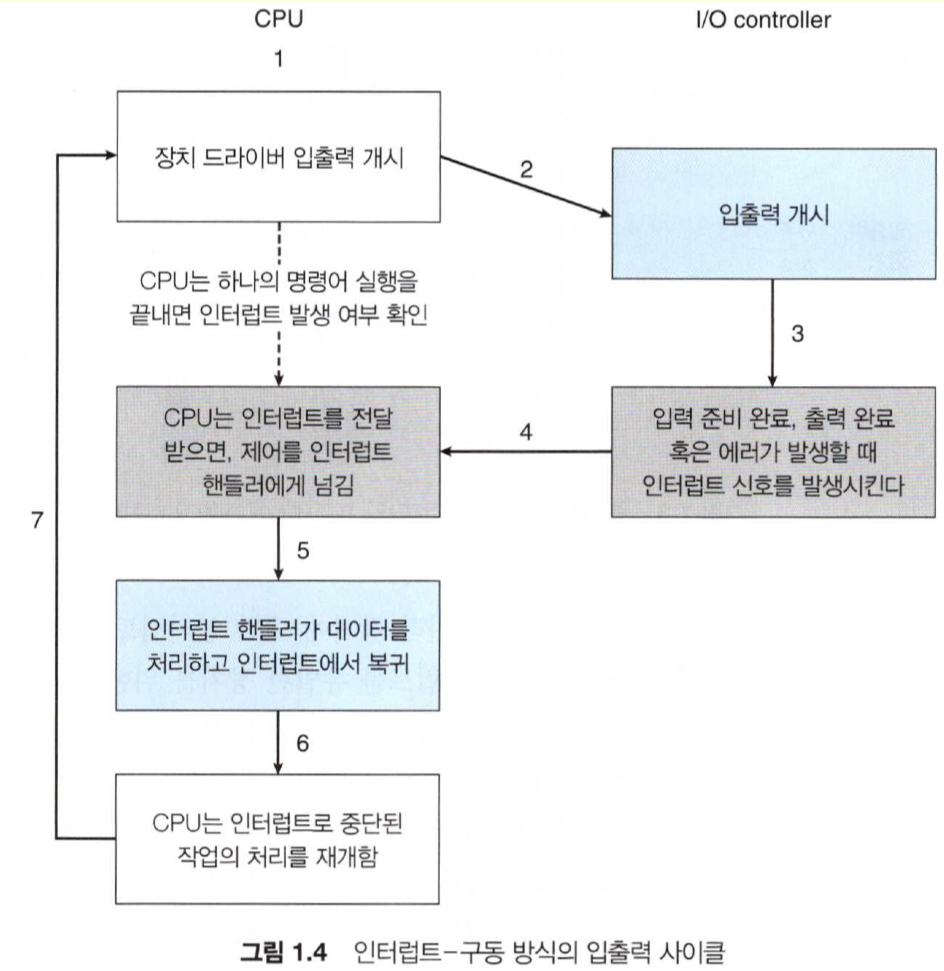 CPU
I/O controller
1
장치 드라이버 입출력 개시
2
입출력 개시
CPU는 하나의 명령어 실행을
끝내면 인터럽트 발생 여부 확인
3
CPU는 인터럽트를 전달
받으면, 제어를 인터럽트
핸들러에게 넘김
4
입력 준비 완료, 출력 완료
혹은 에러가 발생할 때
인터럽트 신호를 발생시킨다
7
5
인터럽트 핸들러가 데이터를
처리하고 인터럽트에서 복귀
6
CPU는 인터럽트로 중단된
작업의 처리를 재개함
그림 1.4 인터럽트-구동 방식의 입출력 사이클